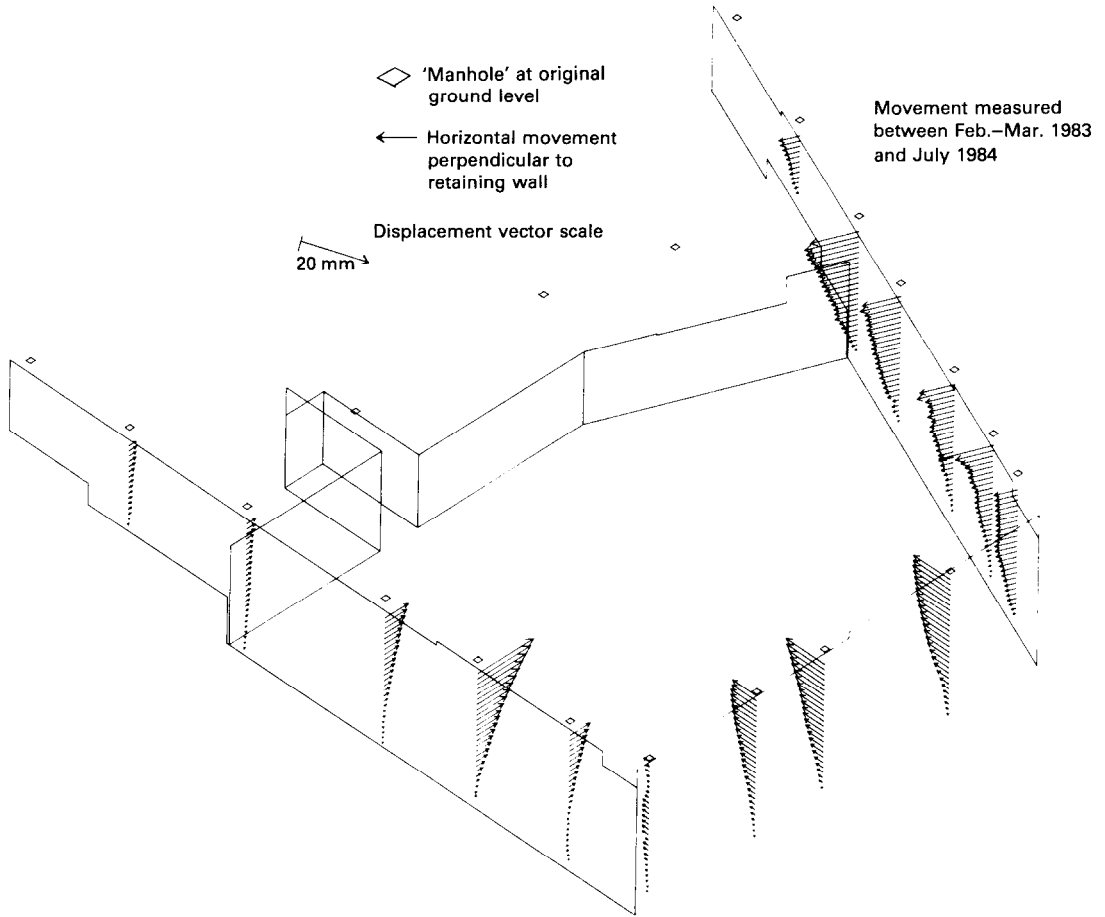 'Manhole' at original
ground level
Horizontal movement
perpendicular to
retaining wall
Displacement vector scale
20 mm
Movement measured
between Feb.–Mar. 1983
and July 1984